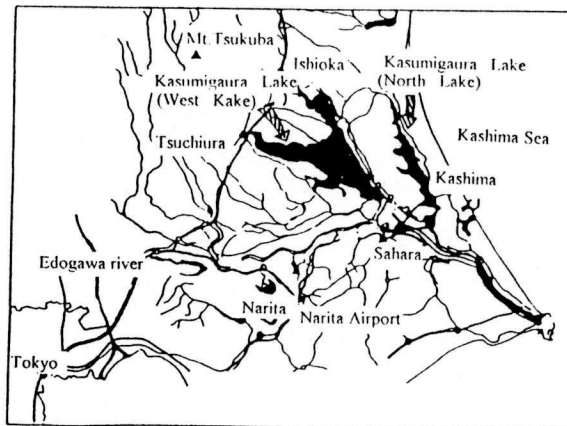 Mt. Tsukuba
Ishioka
Kasumigaura Lake
(North Lake)
Kasumigaura Lake
(West Kake)
Kashima Sea
Tsuchiura
Kashima
Sahara
Edogawa river
Narita
Narita Airport
Tokyo